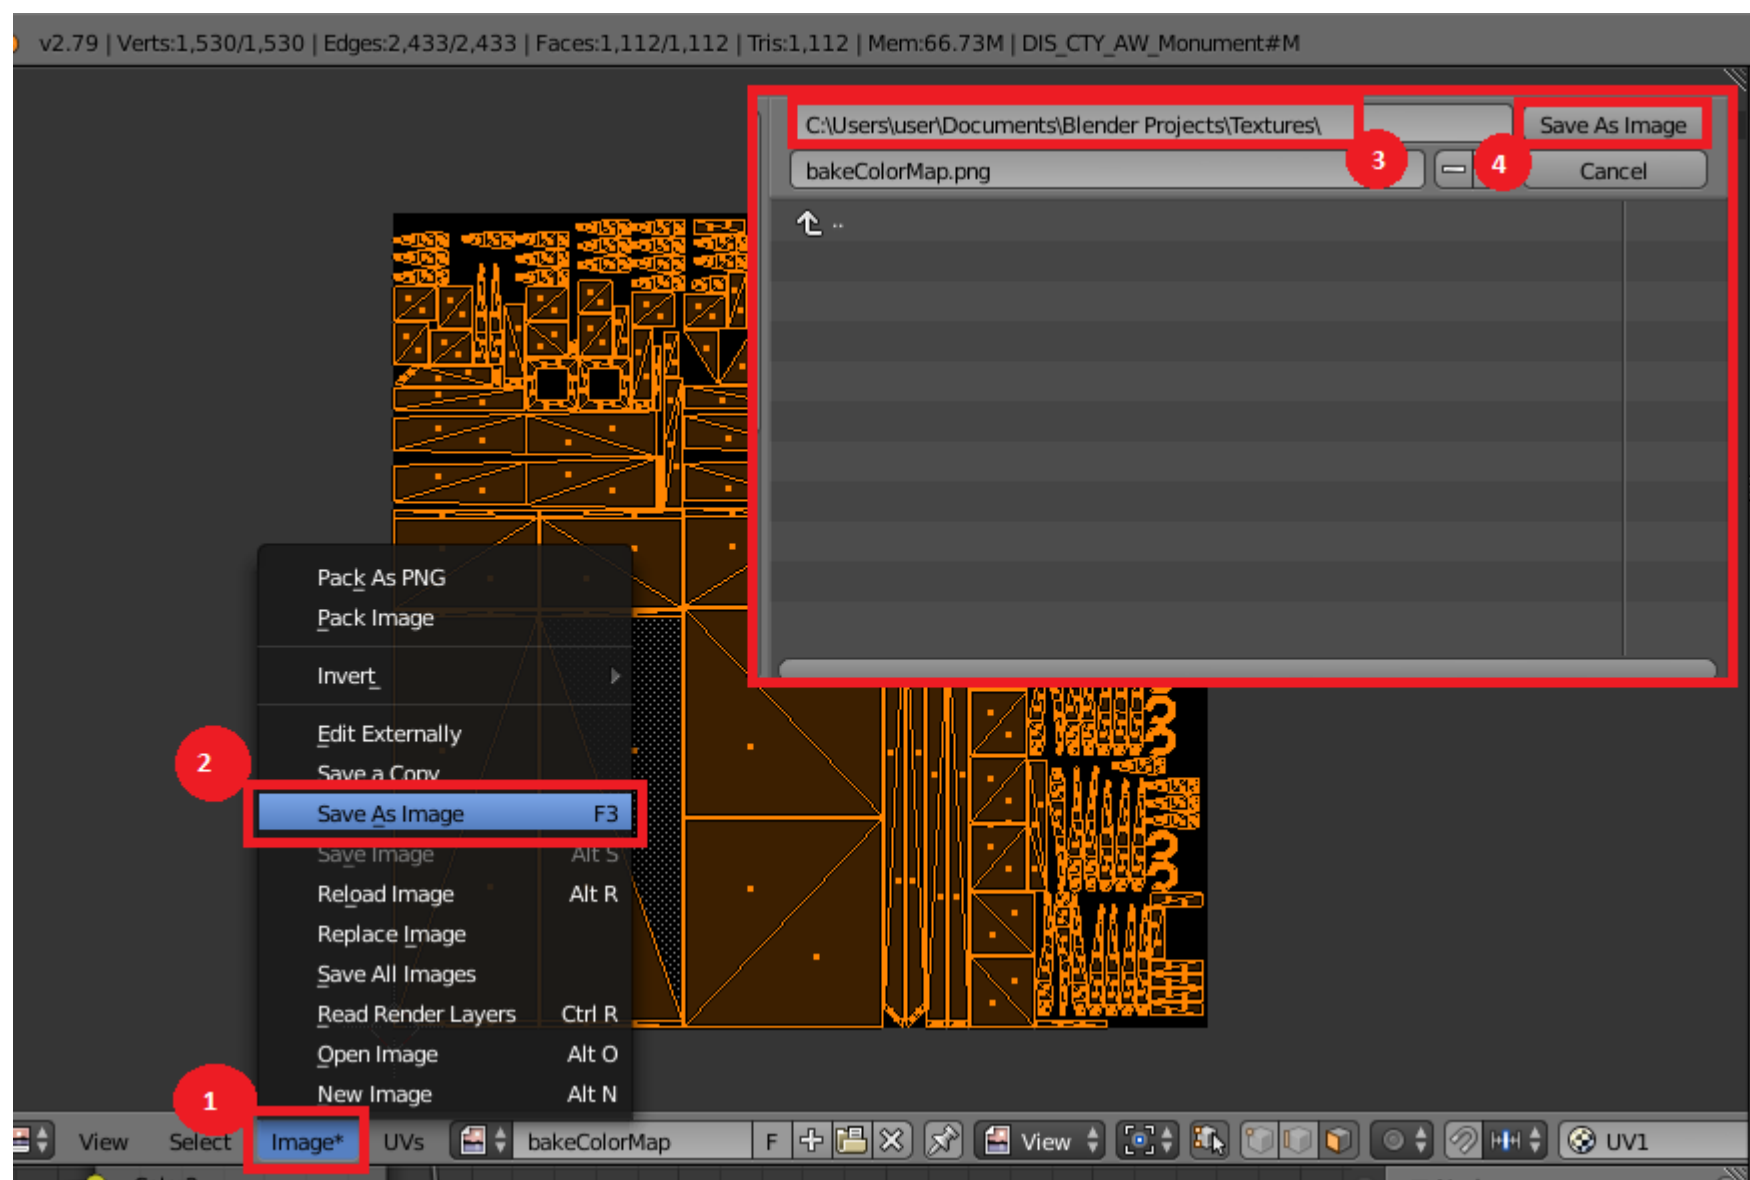 v2.79 | Verts:1,530/1,530 | Edges:2,433/2,433 | Faces:1,112/1,112 | Tris:1,112 | Mem:66.73M | DIS_CTY_AW_Monument#M
C:\Users\user\Documents\Blender Projects\Textures\
Save As Image
3
4
bakeColorMap.png
Cancel
..
Pack As PNG
Pack Image
Invert
Edit Externally
2
Save a Copy
Save As Image F3
Save Image Alt S
Reload Image Alt R
Replace Image
Save All Images
Read Render Layers Ctrl R
Open Image Alt O
New Image Alt N
1
View Select Image* UVs bakeColorMap F View UV1